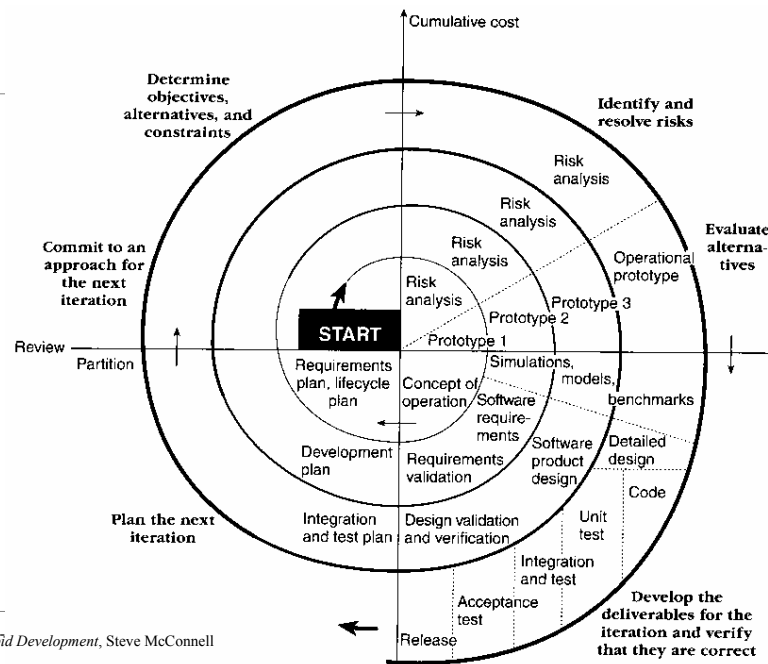 Cumulative cost
Determine
objectives,
alternatives, and
constraints
Identify and
resolve risks
Risk
analysis
Risk
analysis
Evaluate
alterna-
tives
Commit to an
approach for
the next
iteration
Risk
analysis
Operational
prototype
Risk
analysis
Prototype 3
Prototype 2
START
Prototype 1
Review
Partition
Requirements
plan, lifecycle
plan
Concept of
operation
Simulations,
models,
benchmarks
Software
require-
ments
Development
plan
Requirements
validation
Software
product
design
Detailed
design
Code
Plan the next
iteration
Integration
and test plan
Design validation
and verification
Unit
test
Integration
and test
Acceptance
test
Develop the
deliverables for the
iteration and verify
that they are correct
Release
Development, Steve McConnell